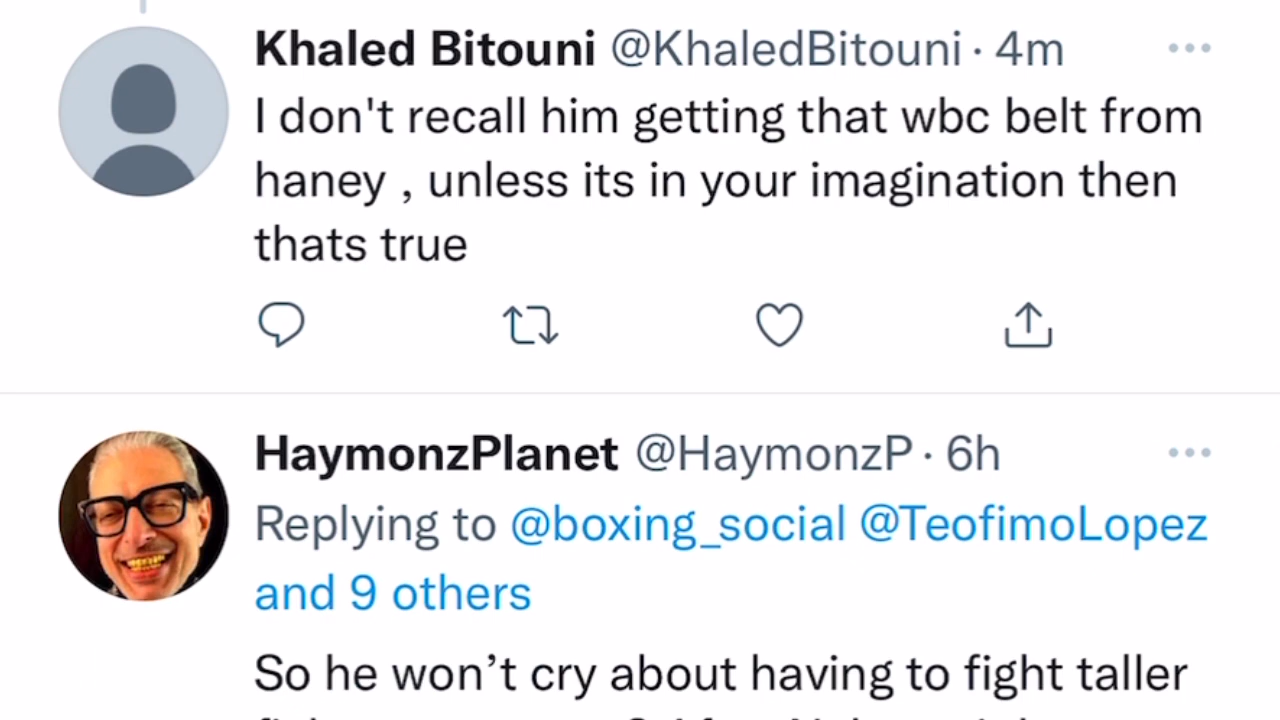 Khaled Bitouni @KhaledBitouni · 4m
I don't recall him getting that wbc belt from
haney , unless its in your imagination then
thats true
HaymonzPlanet @HaymonzP · 6h
Replying to @boxing_social @TeofimoLopez
and 9 others
So he won’t cry about having to fight taller